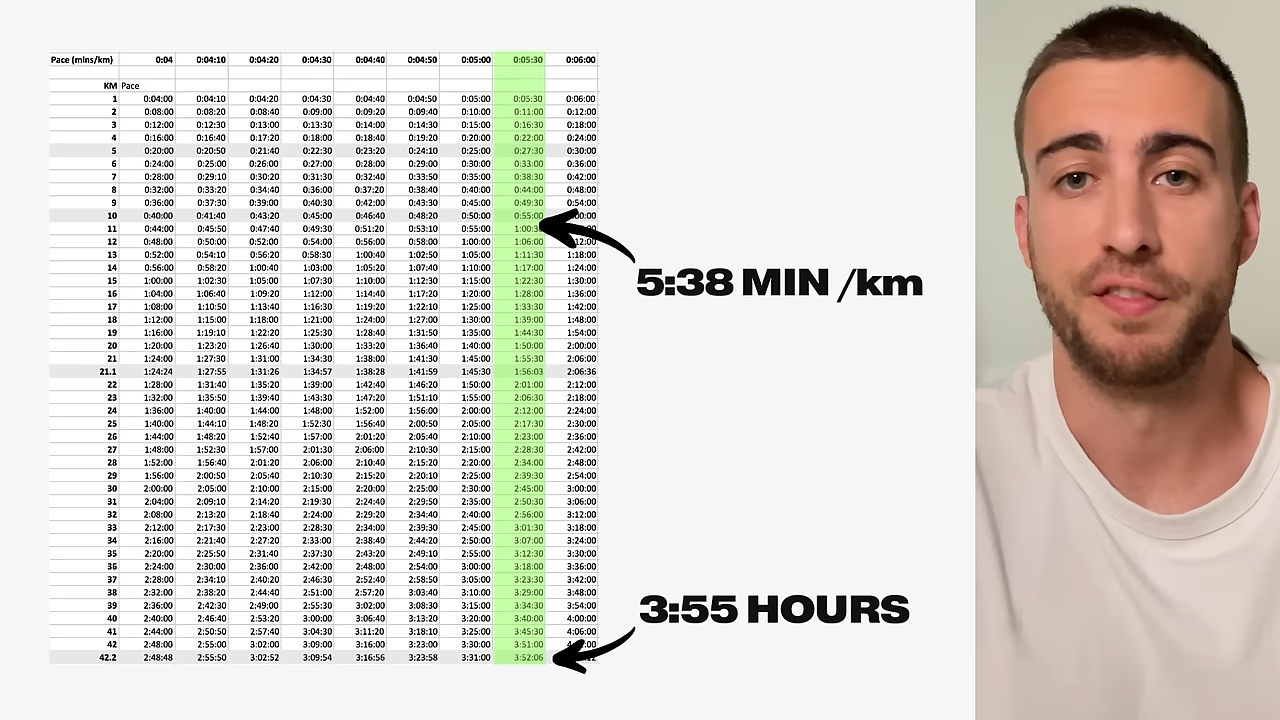 Pace (mins/km) 0:04 0:04:10 0:04:20 0:04:30 0:04:40 0:04:50 0:05:00 0:05:30 0:06:00
KM Pace
1 0:04:00 0:04:10 0:04:20 0:04:30 0:04:40 0:04:50 0:05:00 0:05:30 0:06:00
2 0:08:00 0:08:20 0:08:40 0:09:00 0:09:20 0:09:40 0:10:00 0:11:00 0:12:00
3 0:12:00 0:12:30 0:13:00 0:13:30 0:14:00 0:14:30 0:15:00 0:16:30 0:18:00
4 0:16:00 0:16:40 0:17:20 0:18:00 0:18:40 0:19:20 0:20:00 0:22:00 0:24:00
5 0:20:00 0:20:50 0:21:40 0:22:30 0:23:20 0:24:10 0:25:00 0:27:30 0:30:00
6 0:24:00 0:25:00 0:26:00 0:27:00 0:28:00 0:29:00 0:30:00 0:33:00 0:36:00
7 0:28:00 0:29:10 0:30:20 0:31:30 0:32:40 0:33:50 0:35:00 0:38:30 0:42:00
8 0:32:00 0:33:20 0:34:40 0:36:00 0:37:20 0:38:40 0:40:00 0:44:00 0:48:00
9 0:36:00 0:37:30 0:39:00 0:40:30 0:42:00 0:43:30 0:45:00 0:49:30 0:54:00
10 0:40:00 0:41:40 0:43:20 0:45:00 0:46:40 0:48:20 0:50:00 0:55:00
11 0:44:00 0:45:50 0:47:40 0:49:30 0:51:20 0:53:10 0:55:00
12 0:48:00 0:50:00 0:52:00 0:54:00 0:56:00 0:58:00 1:00:00 1:06:00
13 0:52:00 0:54:10 0:56:20 0:58:30 1:00:40 1:02:50 1:05:00 1:11:30 1:18:00
14 0:56:00 0:58:20 1:00:40 1:03:00 1:05:20 1:07:40 1:10:00 1:17:00 1:24:00
15 1:00:00 1:02:30 1:05:00 1:07:30 1:10:00 1:12:30 1:15:00 1:22:30 1:30:00
16 1:04:00 1:06:40 1:09:20 1:12:00 1:14:40 1:17:20 1:20:00 1:28:00 1:36:00
17 1:08:00 1:10:50 1:13:40 1:16:30 1:19:20 1:22:10 1:25:00 1:33:30 1:42:00
18 1:12:00 1:15:00 1:18:00 1:21:00 1:24:00 1:27:00 1:30:00 1:39:00 1:48:00
19 1:16:00 1:19:10 1:22:20 1:25:30 1:28:40 1:31:50 1:35:00 1:44:30 1:54:00
20 1:20:00 1:23:20 1:26:40 1:30:00 1:33:20 1:36:40 1:40:00 1:50:00 2:00:00
21 1:24:00 1:27:30 1:31:00 1:34:30 1:38:00 1:41:30 1:45:00 1:55:30 2:06:00
21.1 1:24:24 1:27:55 1:31:26 1:34:57 1:38:28 1:41:59 1:45:30 1:56:03 2:06:36
22 1:28:00 1:31:40 1:35:20 1:39:00 1:42:40 1:46:20 1:50:00 2:01:00 2:12:00
23 1:32:00 1:35:50 1:39:40 1:43:30 1:47:20 1:51:10 1:55:00 2:06:30 2:18:00
24 1:36:00 1:40:00 1:44:00 1:48:00 1:52:00 1:56:00 2:00:00 2:12:00 2:24:00
25 1:40:00 1:44:10 1:48:20 1:52:30 1:56:40 2:00:50 2:05:00 2:17:30 2:30:00
26 1:44:00 1:48:20 1:52:40 1:57:00 2:01:20 2:05:40 2:10:00 2:23:00 2:36:00
27 1:48:00 1:52:30 1:57:00 2:01:30 2:06:00 2:10:30 2:15:00 2:28:30 2:42:00
28 1:52:00 1:56:40 2:01:20 2:06:00 2:10:40 2:15:20 2:20:00 2:34:00 2:48:00
29 1:56:00 2:00:50 2:05:40 2:10:30 2:15:20 2:20:10 2:25:00 2:39:30 2:54:00
30 2:00:00 2:05:00 2:10:00 2:15:00 2:20:00 2:25:00 2:30:00 2:45:00 3:00:00
31 2:04:00 2:09:10 2:14:20 2:19:30 2:24:40 2:29:50 2:35:00 2:50:30 3:06:00
32 2:08:00 2:13:20 2:18:40 2:24:00 2:29:20 2:34:40 2:40:00 2:56:00 3:12:00
33 2:12:00 2:17:30 2:23:00 2:28:30 2:34:00 2:39:30 2:45:00 3:01:30 3:18:00
34 2:16:00 2:21:40 2:27:20 2:33:00 2:38:40 2:44:20 2:50:00 3:07:00 3:24:00
35 2:20:00 2:25:50 2:31:40 2:37:30 2:43:20 2:49:10 2:55:00 3:12:30 3:30:00
36 2:24:00 2:30:00 2:36:00 2:42:00 2:48:00 2:54:00 3:00:00 3:18:00 3:36:00
37 2:28:00 2:34:10 2:40:20 2:46:30 2:52:40 2:58:50 3:05:00 3:23:30 3:42:00
38 2:32:00 2:38:20 2:44:40 2:51:00 2:57:20 3:03:40 3:10:00 3:29:00 3:48:00
39 2:36:00 2:42:30 2:49:00 2:55:30 3:02:00 3:08:30 3:15:00 3:34:30 3:54:00
40 2:40:00 2:46:40 2:53:20 3:00:00 3:06:40 3:13:20 3:20:00 3:40:00 4:00:00
41 2:44:00 2:50:50 2:57:40 3:04:30 3:11:20 3:18:10 3:25:00 3:45:30 4:06:00
42 2:48:00 2:55:00 3:02:00 3:09:00 3:16:00 3:23:00 3:30:00 3:51:00
42.2 2:48:48 2:55:50 3:02:52 3:09:54 3:16:56 3:23:58 3:31:00 3:52:06
5:38 MIN /km
3:55 HOURS